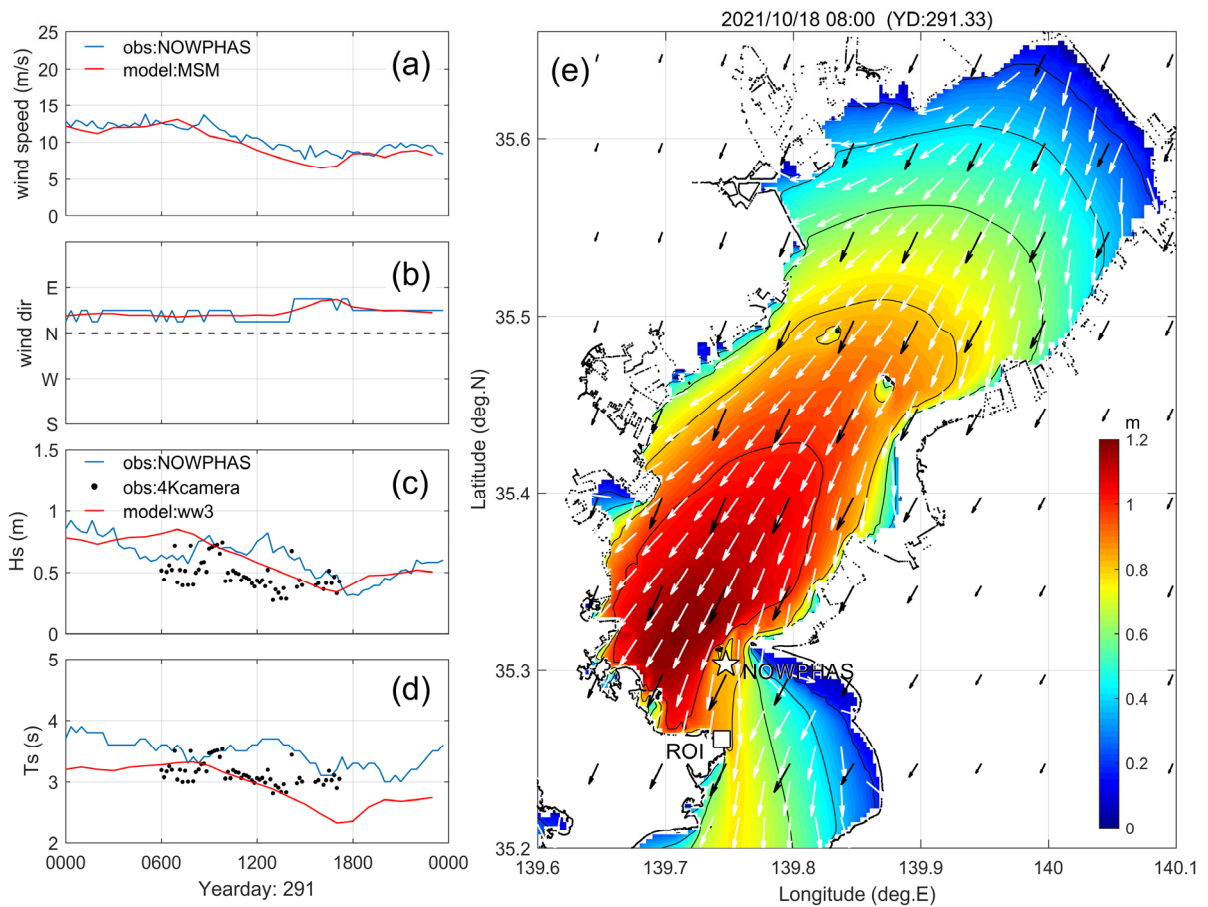 2021/10/18 08:00 (YD:291.33)
25
20
15
10
5
0
wind speed (m/s)
obs:NOWPHAS
model:MSM
(a)
E
N
W
S
wind dir
(b)
1.5
1
0.5
0
Hs (m)
obs:NOWPHAS
obs:4Kcamera
model:ww3
(c)
5
4
3
2
Ts (s)
(d)
0000
0600
1200
1800
0000
Yearday: 291
(e)
35.6
35.5
35.4
35.3
35.2
Latitude (deg.N)
NOWPHAS
ROI
139.6
139.7
139.8
139.9
140
140.1
Longitude (deg.E)
m
1.2
1
0.8
0.6
0.4
0.2
0